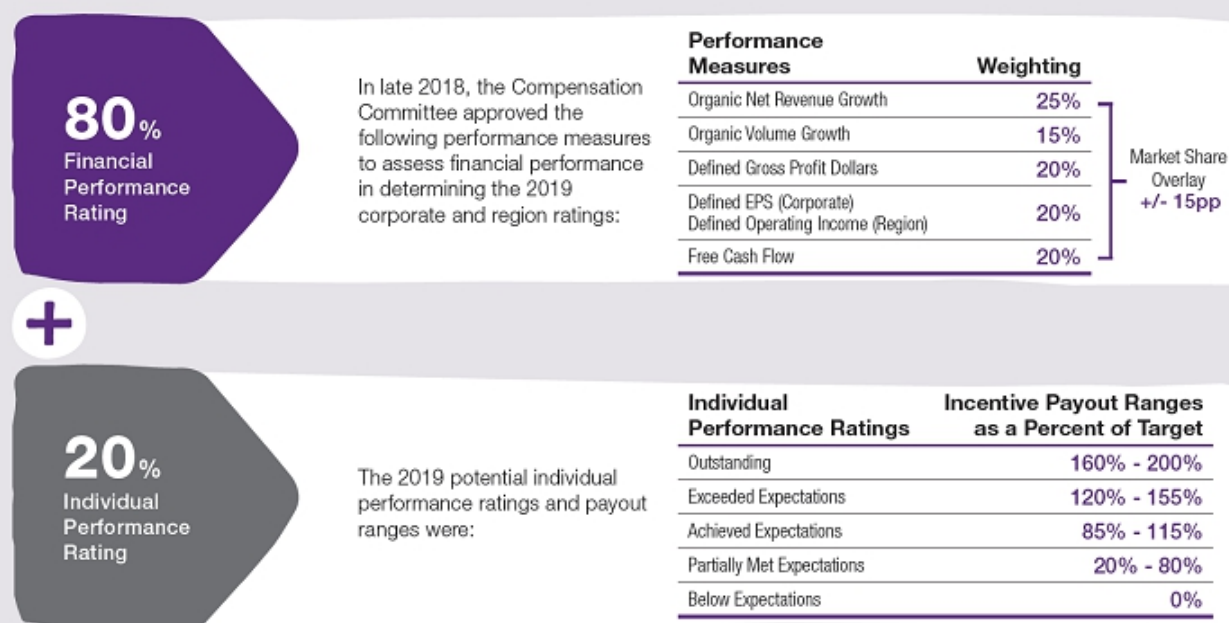 80%
Financial
Performance
Rating
In late 2018, the Compensation
Committee approved the
following performance measures
to assess financial performance
in determining the 2019
corporate and region ratings:
Performance
Measures Weighting
Organic Net Revenue Growth 25%
Organic Volume Growth 15%
Defined Gross Profit Dollars 20%
Defined EPS (Corporate)
Defined Operating Income (Region) 20%
Free Cash Flow 20%
Market Share
Overlay
+/- 15pp
+
20%
Individual
Performance
Rating
The 2019 potential individual
performance ratings and payout
ranges were:
Individual Incentive Payout Ranges
Performance Ratings as a Percent of Target
Outstanding 160% - 200%
Exceeded Expectations 120% - 155%
Achieved Expectations 85% - 115%
Partially Met Expectations 20% - 80%
Below Expectations 0%